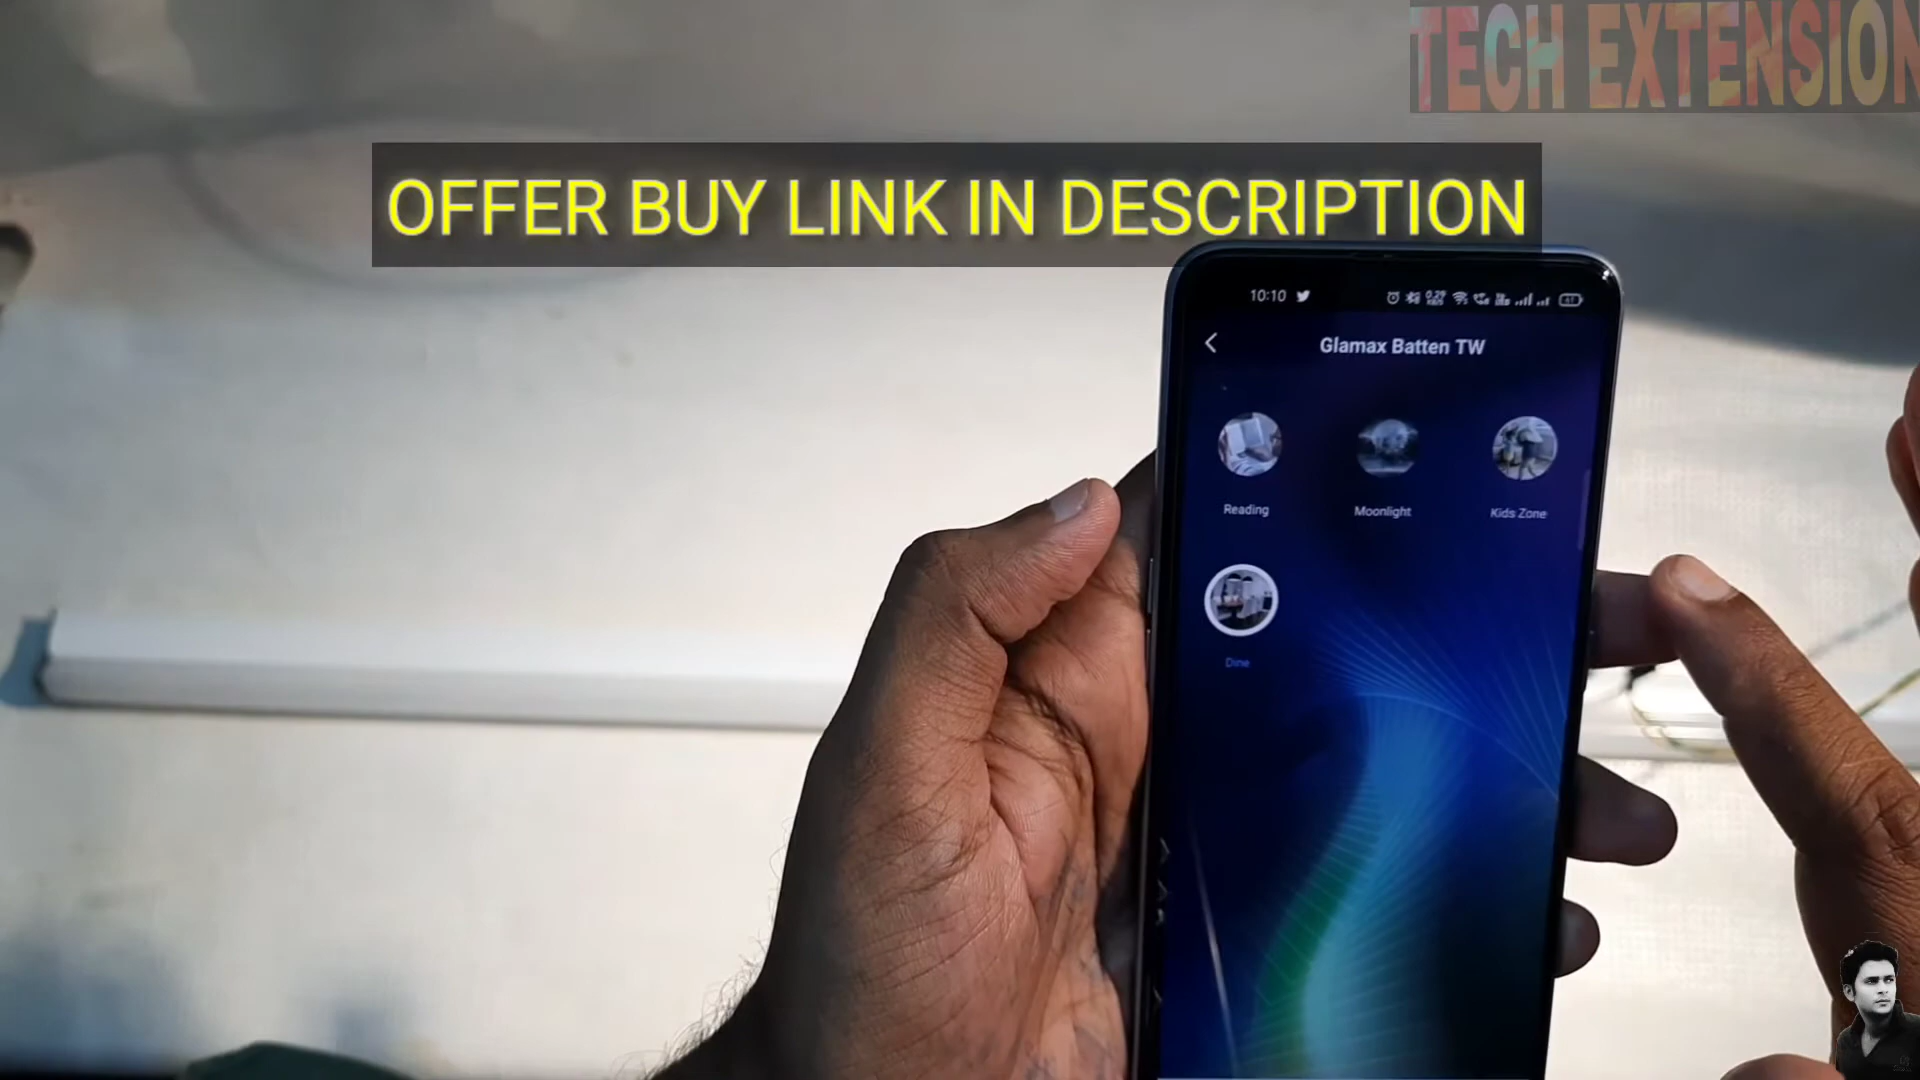 TECH EXTENSION
OFFER BUY LINK IN DESCRIPTION
10:10
Glamax Batten TW
Reading
Moonlight
Kids Zone
Dine